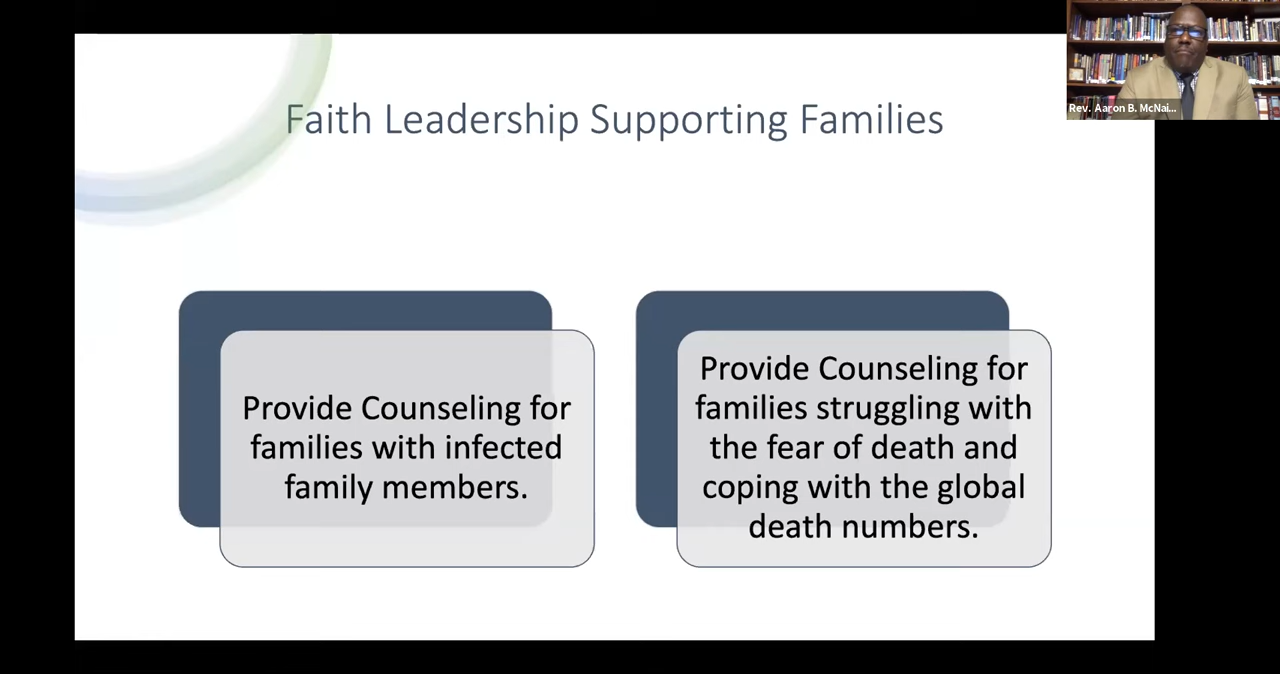 Faith Leadership Supporting Families
Rev. Aaron B. McNai...
Provide Counseling for
families with infected
family members.
Provide Counseling for
families struggling with
the fear of death and
coping with the global
death numbers.